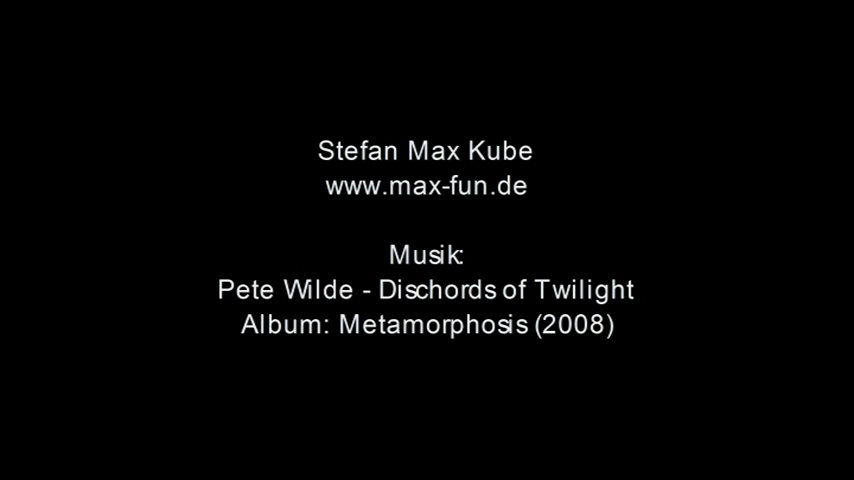 Stefan Max Kube
www.max-fun.de
Musik:
Pete Wilde - Dischords of Twilight
Album: Metamorphosis (2008)